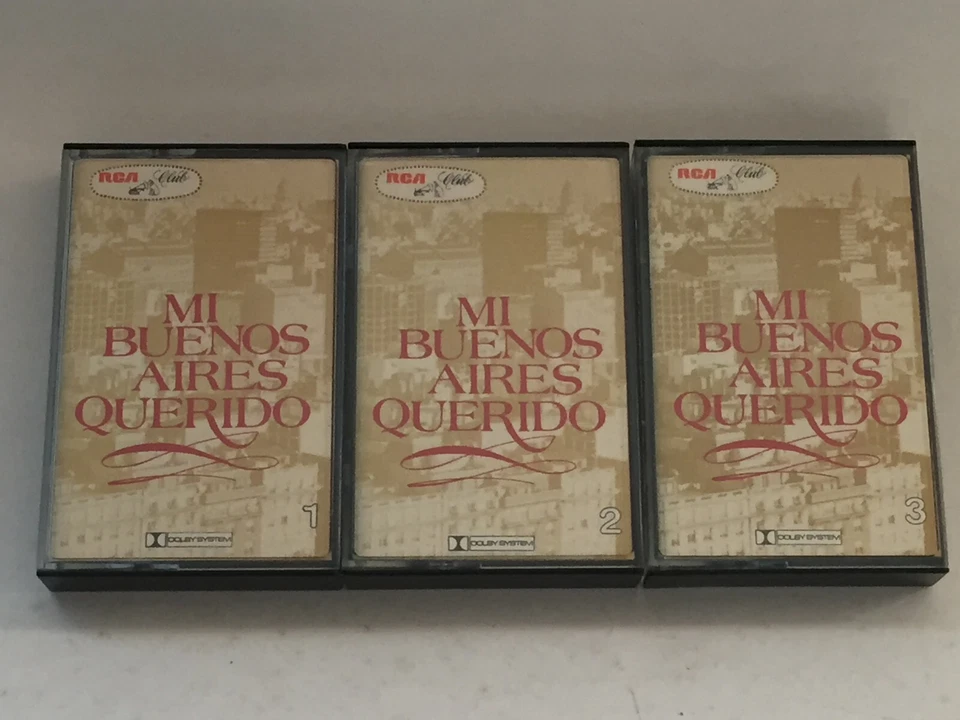 RCA Club
MI
BUENOS
AIRES
QUERIDO
1
DOLBY SYSTEM
RCA Club
MI
BUENOS
AIRES
QUERIDO
2
DOLBY SYSTEM
RCA Club
MI
BUENOS
AIRES
QUERIDO
3
DOLBY SYSTEM